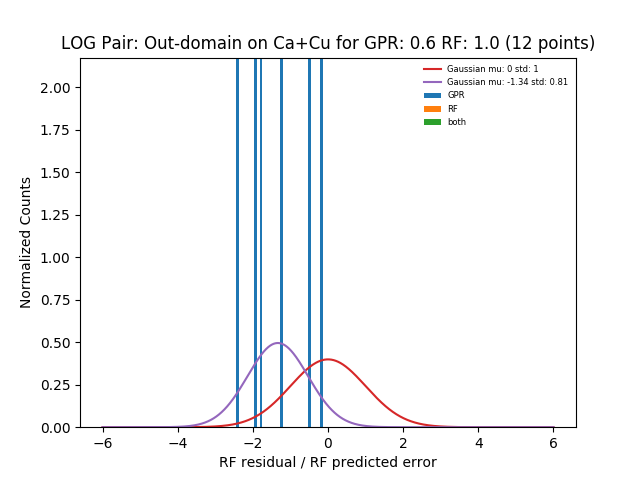 LOG Pair: Out-domain on Ca+Cu for GPR: 0.6 RF: 1.0 (12 points)
Gaussian mu: 0 std: 1
Gaussian mu: -1.34 std: 0.81
GPR
RF
both
Normalized Counts
2.00
1.75
1.50
1.25
1.00
0.75
0.50
0.25
0.00
−6 −4 −2 0 2 4 6
RF residual / RF predicted error